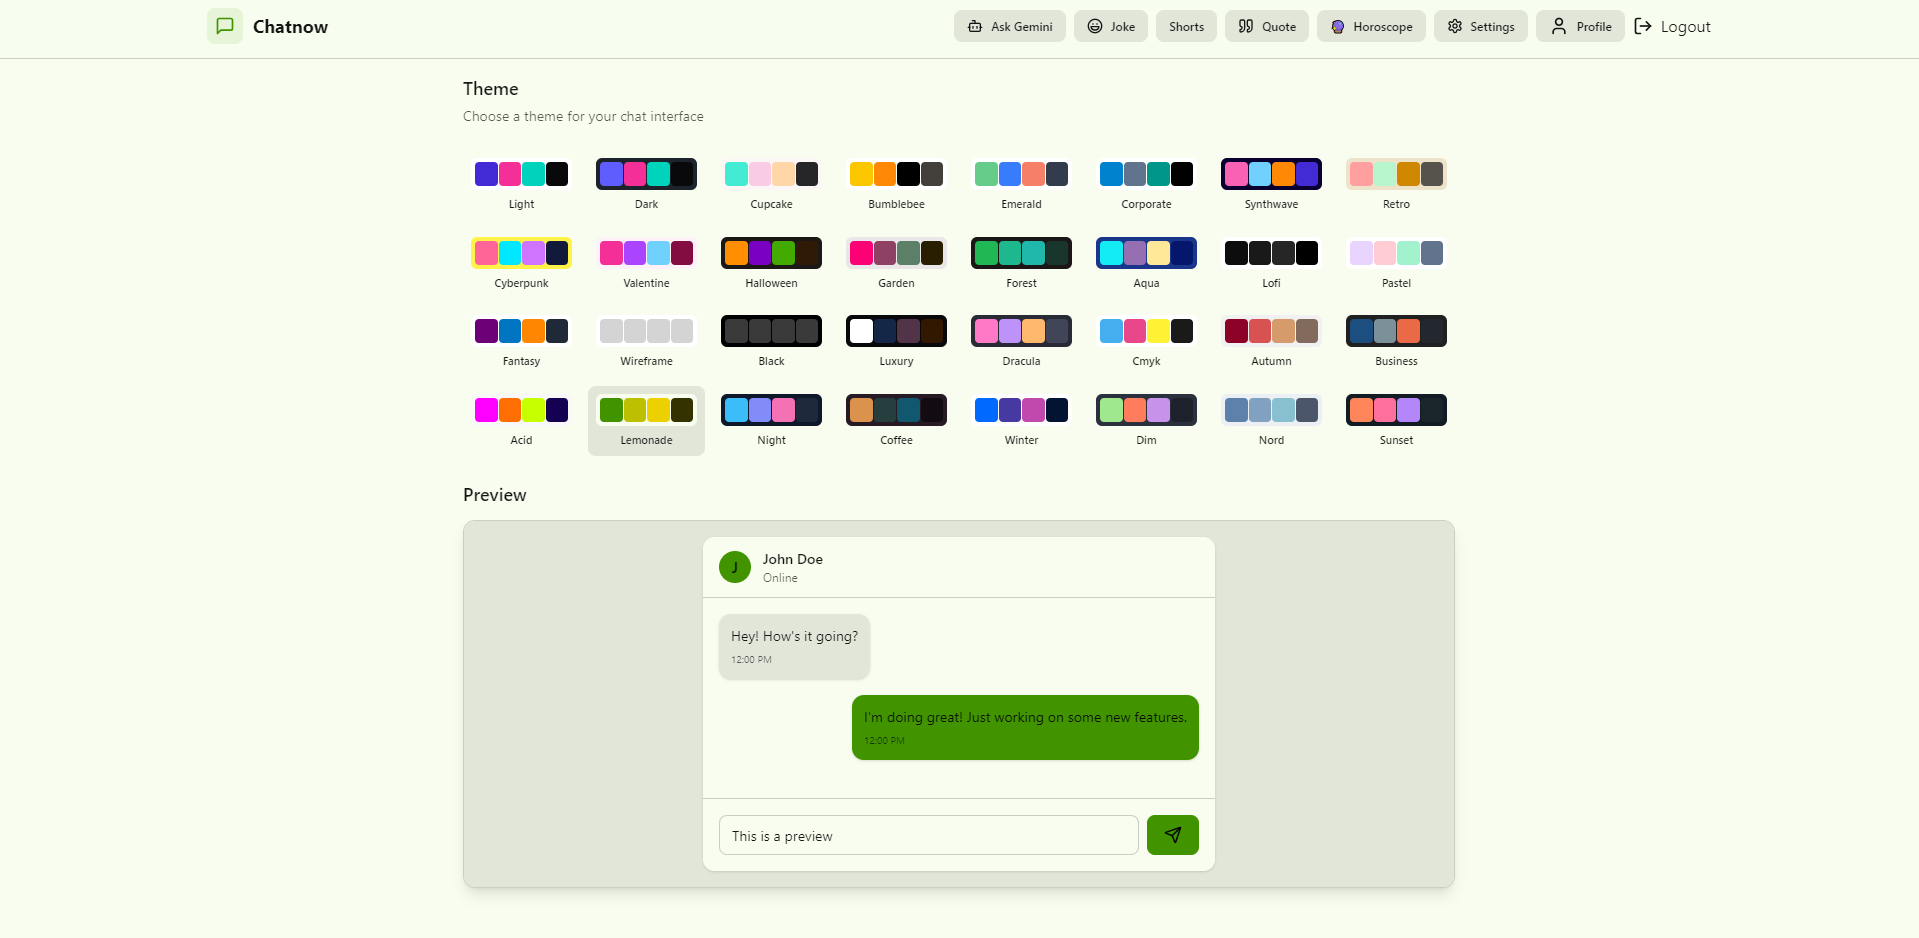 Chatnow
Ask Gemini Joke Shorts Quote Horoscope Settings Profile Logout
Theme
Choose a theme for your chat interface
Light Dark Cupcake Bumblebee Emerald Corporate Synthwave Retro
Cyberpunk Valentine Halloween Garden Forest Aqua Lofi Pastel
Fantasy Wireframe Black Luxury Dracula Cmyk Autumn Business
Acid Lemonade Night Coffee Winter Dim Nord Sunset
Preview
J
John Doe
Online
Hey! How's it going?
12:00 PM
I'm doing great! Just working on some new features.
12:00 PM
This is a preview